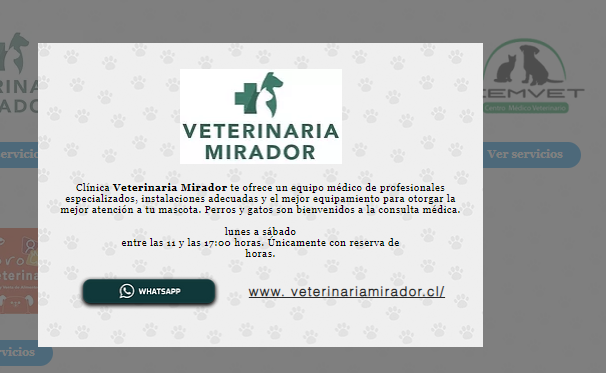 VETERINARIA
MIRADOR
Clínica Veterinaria Mirador te ofrece un equipo médico de profesionales
especializados, instalaciones adecuadas y el mejor equipamiento para otorgar la
mejor atención a tu mascota. Perros y gatos son bienvenidos a la consulta médica.
lunes a sábado
entre las 11 y las 17:00 horas. Únicamente con reserva de
horas.
WHATSAPP
www. veterinariamirador.cl/
CEMVET
Centro Médico Veterinario
Ver servicios